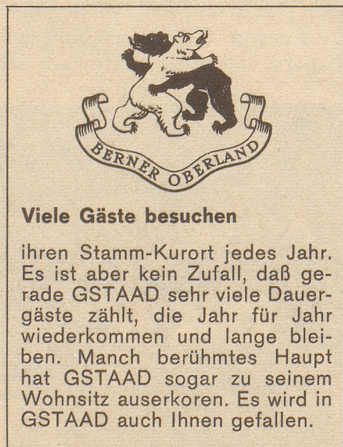 BERNER OBERLAND
Viele Gäste besuchen
ihren Stamm-Kurort jedes Jahr.
Es ist aber kein Zufall, daß ge-
rade GSTAAD sehr viele Dauer-
gäste zählt, die Jahr für Jahr
wiederkommen und lange blei-
ben. Manch berühmtes Haupt
hat GSTAAD sogar zu seinem
Wohnsitz auserkoren. Es wird in
GSTAAD auch Ihnen gefallen.